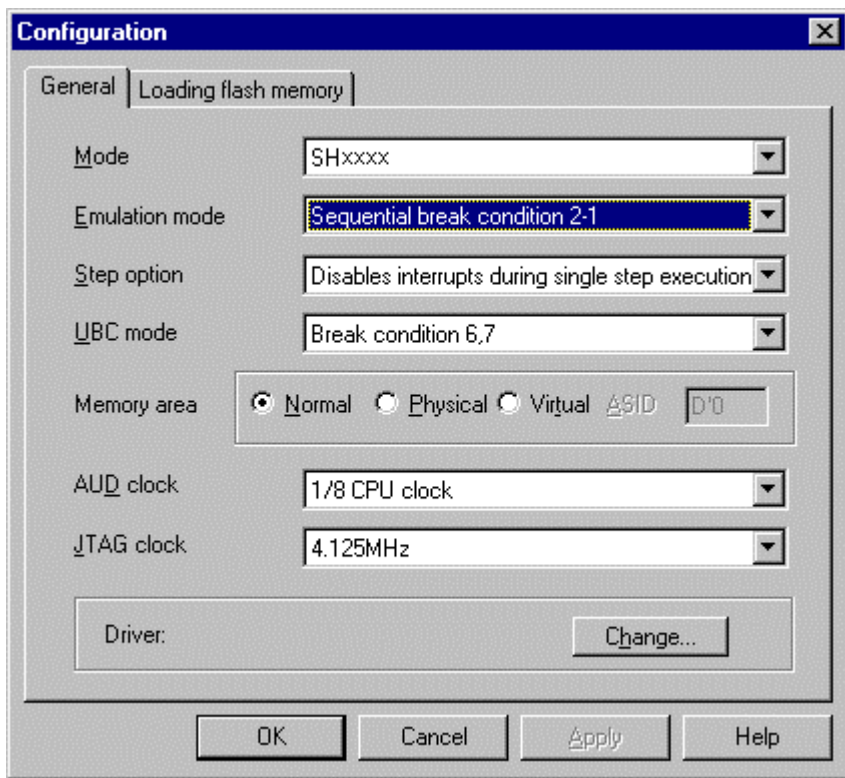 Configuration
General Loading flash memory
Mode SHxxxx
Emulation mode Sequential break condition 2-1
Step option Disables interrupts during single step execution
UBC mode Break condition 6,7
Memory area Normal Physical Virtual ASID D'0
AUD clock 1/8 CPU clock
JTAG clock 4.125MHz
Driver: Change...
OK Cancel Apply Help